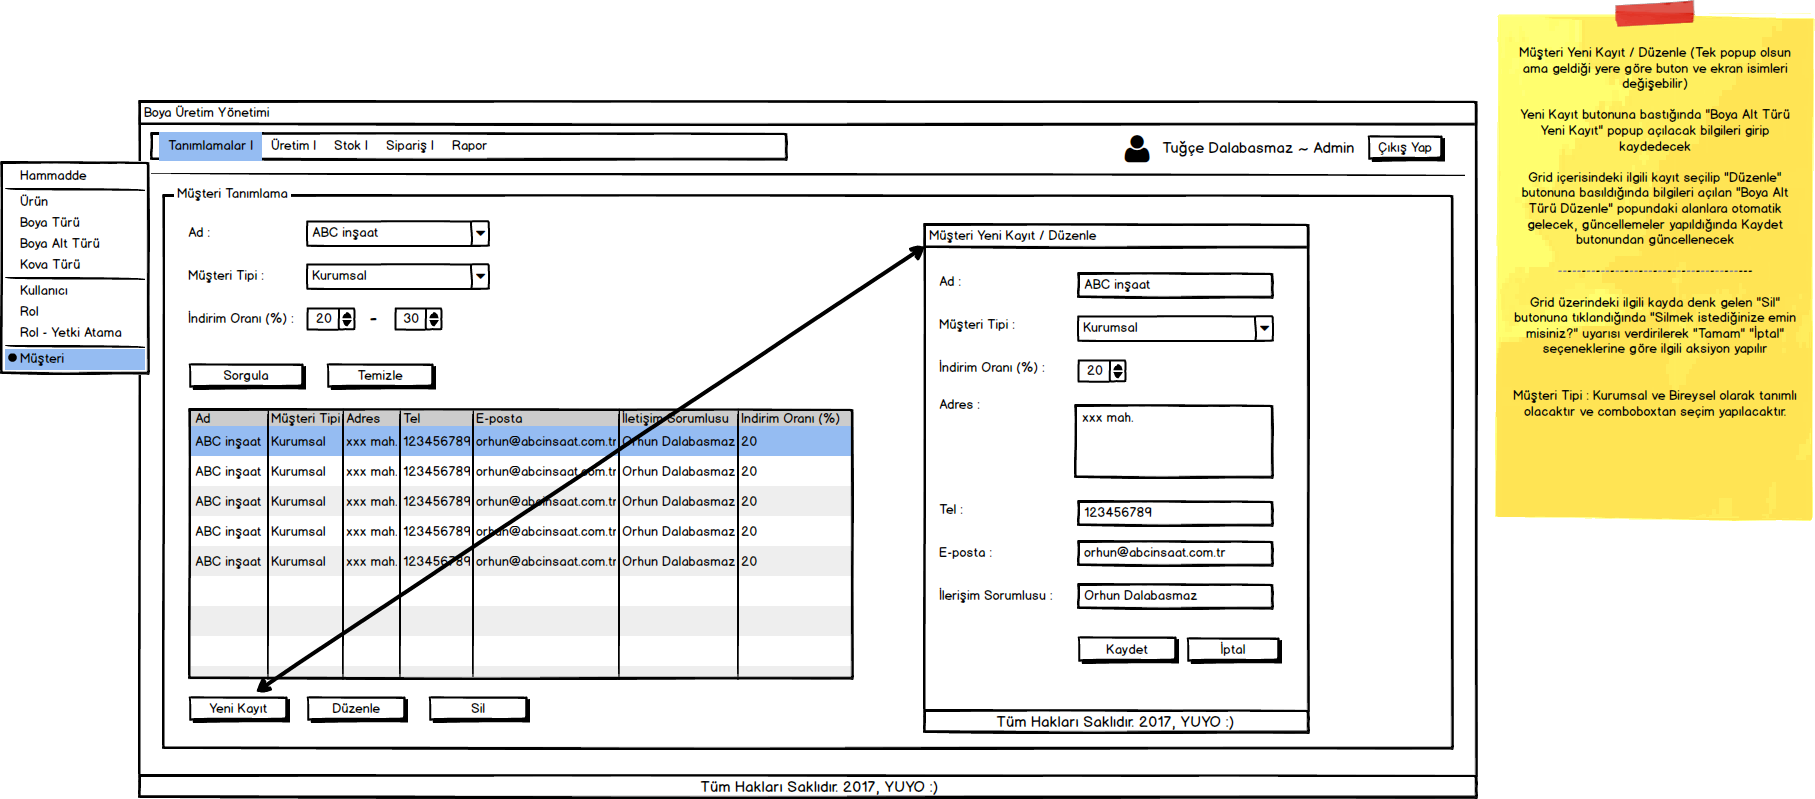 Boya Üretim Yönetimi
Tanımlamalar | Üretim | Stok | Sipariş | Rapor
Tuğçe Dalabasmaz ~ Admin
Çıkış Yap
Hammadde
Ürün
Boya Türü
Boya Alt Türü
Kova Türü
Kullanıcı
Rol
Rol - Yetki Atama
Müşteri
Müşteri Tanımlama
Ad : ABC inşaat
Müşteri Tipi : Kurumsal
İndirim Oranı (%) : 20 - 30
Sorgula Temizle
Ad Müşteri Tipi Adres Tel E-posta İletişim Sorumlusu Indirim Oranı (%)
ABC inşaat Kurumsal xxx mah. 123456789 orhun@abcinsaat.com.tr Orhun Dalabasmaz 20
ABC inşaat Kurumsal xxx mah. 123456789 orhun@abcinsaat.com.tr Orhun Dalabasmaz 20
ABC inşaat Kurumsal xxx mah. 123456789 orhun@abcinsaat.com.tr Orhun Dalabasmaz 20
ABC inşaat Kurumsal xxx mah. 123456789 orhun@abcinsaat.com.tr Orhun Dalabasmaz 20
ABC inşaat Kurumsal xxx mah. 123456789 orhun@abcinsaat.com.tr Orhun Dalabasmaz 20
Yeni Kayıt Düzenle Sil
Müşteri Yeni Kayıt / Düzenle
Ad : ABC inşaat
Müşteri Tipi : Kurumsal
İndirim Oranı (%) : 20
Adres : xxx mah.
Tel : 123456789
E-posta : orhun@abcinsaat.com.tr
İlerişim Sorumlusu : Orhun Dalabasmaz
Kaydet İptal
Tüm Hakları Saklıdır. 2017, YUYO :)
Tüm Hakları Saklıdır. 2017, YUYO :)
Müşteri Yeni Kayıt / Düzenle (Tek popup olsun
ama geldiği yere göre buton ve ekran isimleri
değişebilir)
Yeni Kayıt butonuna bastığında "Boya Alt Türü
Yeni Kayıt" popup açılacak bilgileri girip
kaydedecek
Grid içerisindeki ilgili kayıt seçilip "Düzenle"
butonuna basıldığında bilgileri açılan "Boya Alt
Türü Düzenle" popundaki alanlara otomatik
gelecek, güncellemeler yapıldığında Kaydet
butonundan güncellenecek
----------------------------------------
Grid üzerindeki ilgili kayda denk gelen "Sil"
butonuna tıklandığında "Silmek istediğinize emin
misiniz?" uyarısı verdirilerek "Tamam" "İptal"
seçeneklerine göre ilgili aksiyon yapılır
Müşteri Tipi : Kurumsal ve Bireysel olarak tanımlı
olacaktır ve comboboxtan seçim yapılacaktır.